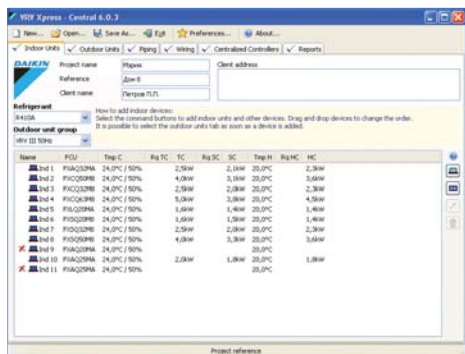 VRV Xpress - Central 6.0.3
New... Open... Save As... Exit Preferences... About...
Indoor Units Outdoor Units Piping Wiring Centralized Controllers Reports
DAIKIN Project name Мария Client address
Reference Дом 8
Client name Петров П.П.
Refrigerant
R410A
How to add indoor devices:
Select the command buttons to add indoor units and other devices. Drag and drop devices to change the order.
It is possible to select the outdoor units tab as soon as a device is added.
Outdoor unit group
VRV III 50Hz
Name FCU Tmp C Rq TC TC Rq SC SC Tmp H Rq HC HC
Ind 1 FXAQ32MA 24,0°C / 50% 2,5kW 2,1kW 20,0°C 2,3kW
Ind 2 FXCQ50M8 24,0°C / 50% 4,0kW 3,1kW 20,0°C 3,6kW
Ind 3 FXLQ32MA 24,0°C / 50% 2,5kW 2,0kW 20,0°C 2,3kW
Ind 4 FXCQ63M8 24,0°C / 50% 5,0kW 3,8kW 20,0°C 4,5kW
Ind 5 FXLQ20MA 24,0°C / 50% 1,6kW 1,4kW 20,0°C 1,4kW
Ind 6 FXSQ20M8 24,0°C / 50% 1,6kW 1,5kW 20,0°C 1,4kW
Ind 7 FXSQ32M8 24,0°C / 50% 2,5kW 2,0kW 20,0°C 2,3kW
Ind 8 FXSQ50M8 24,0°C / 50% 4,0kW 3,3kW 20,0°C 3,6kW
Ind 9 FXAQ20MA 24,0°C / 50% 20,0°C
Ind 10 FXAQ25MA 24,0°C / 50% 2,0kW 1,8kW 20,0°C 1,8kW
Ind 11 FXAQ25MA 24,0°C / 50% 20,0°C
Project reference